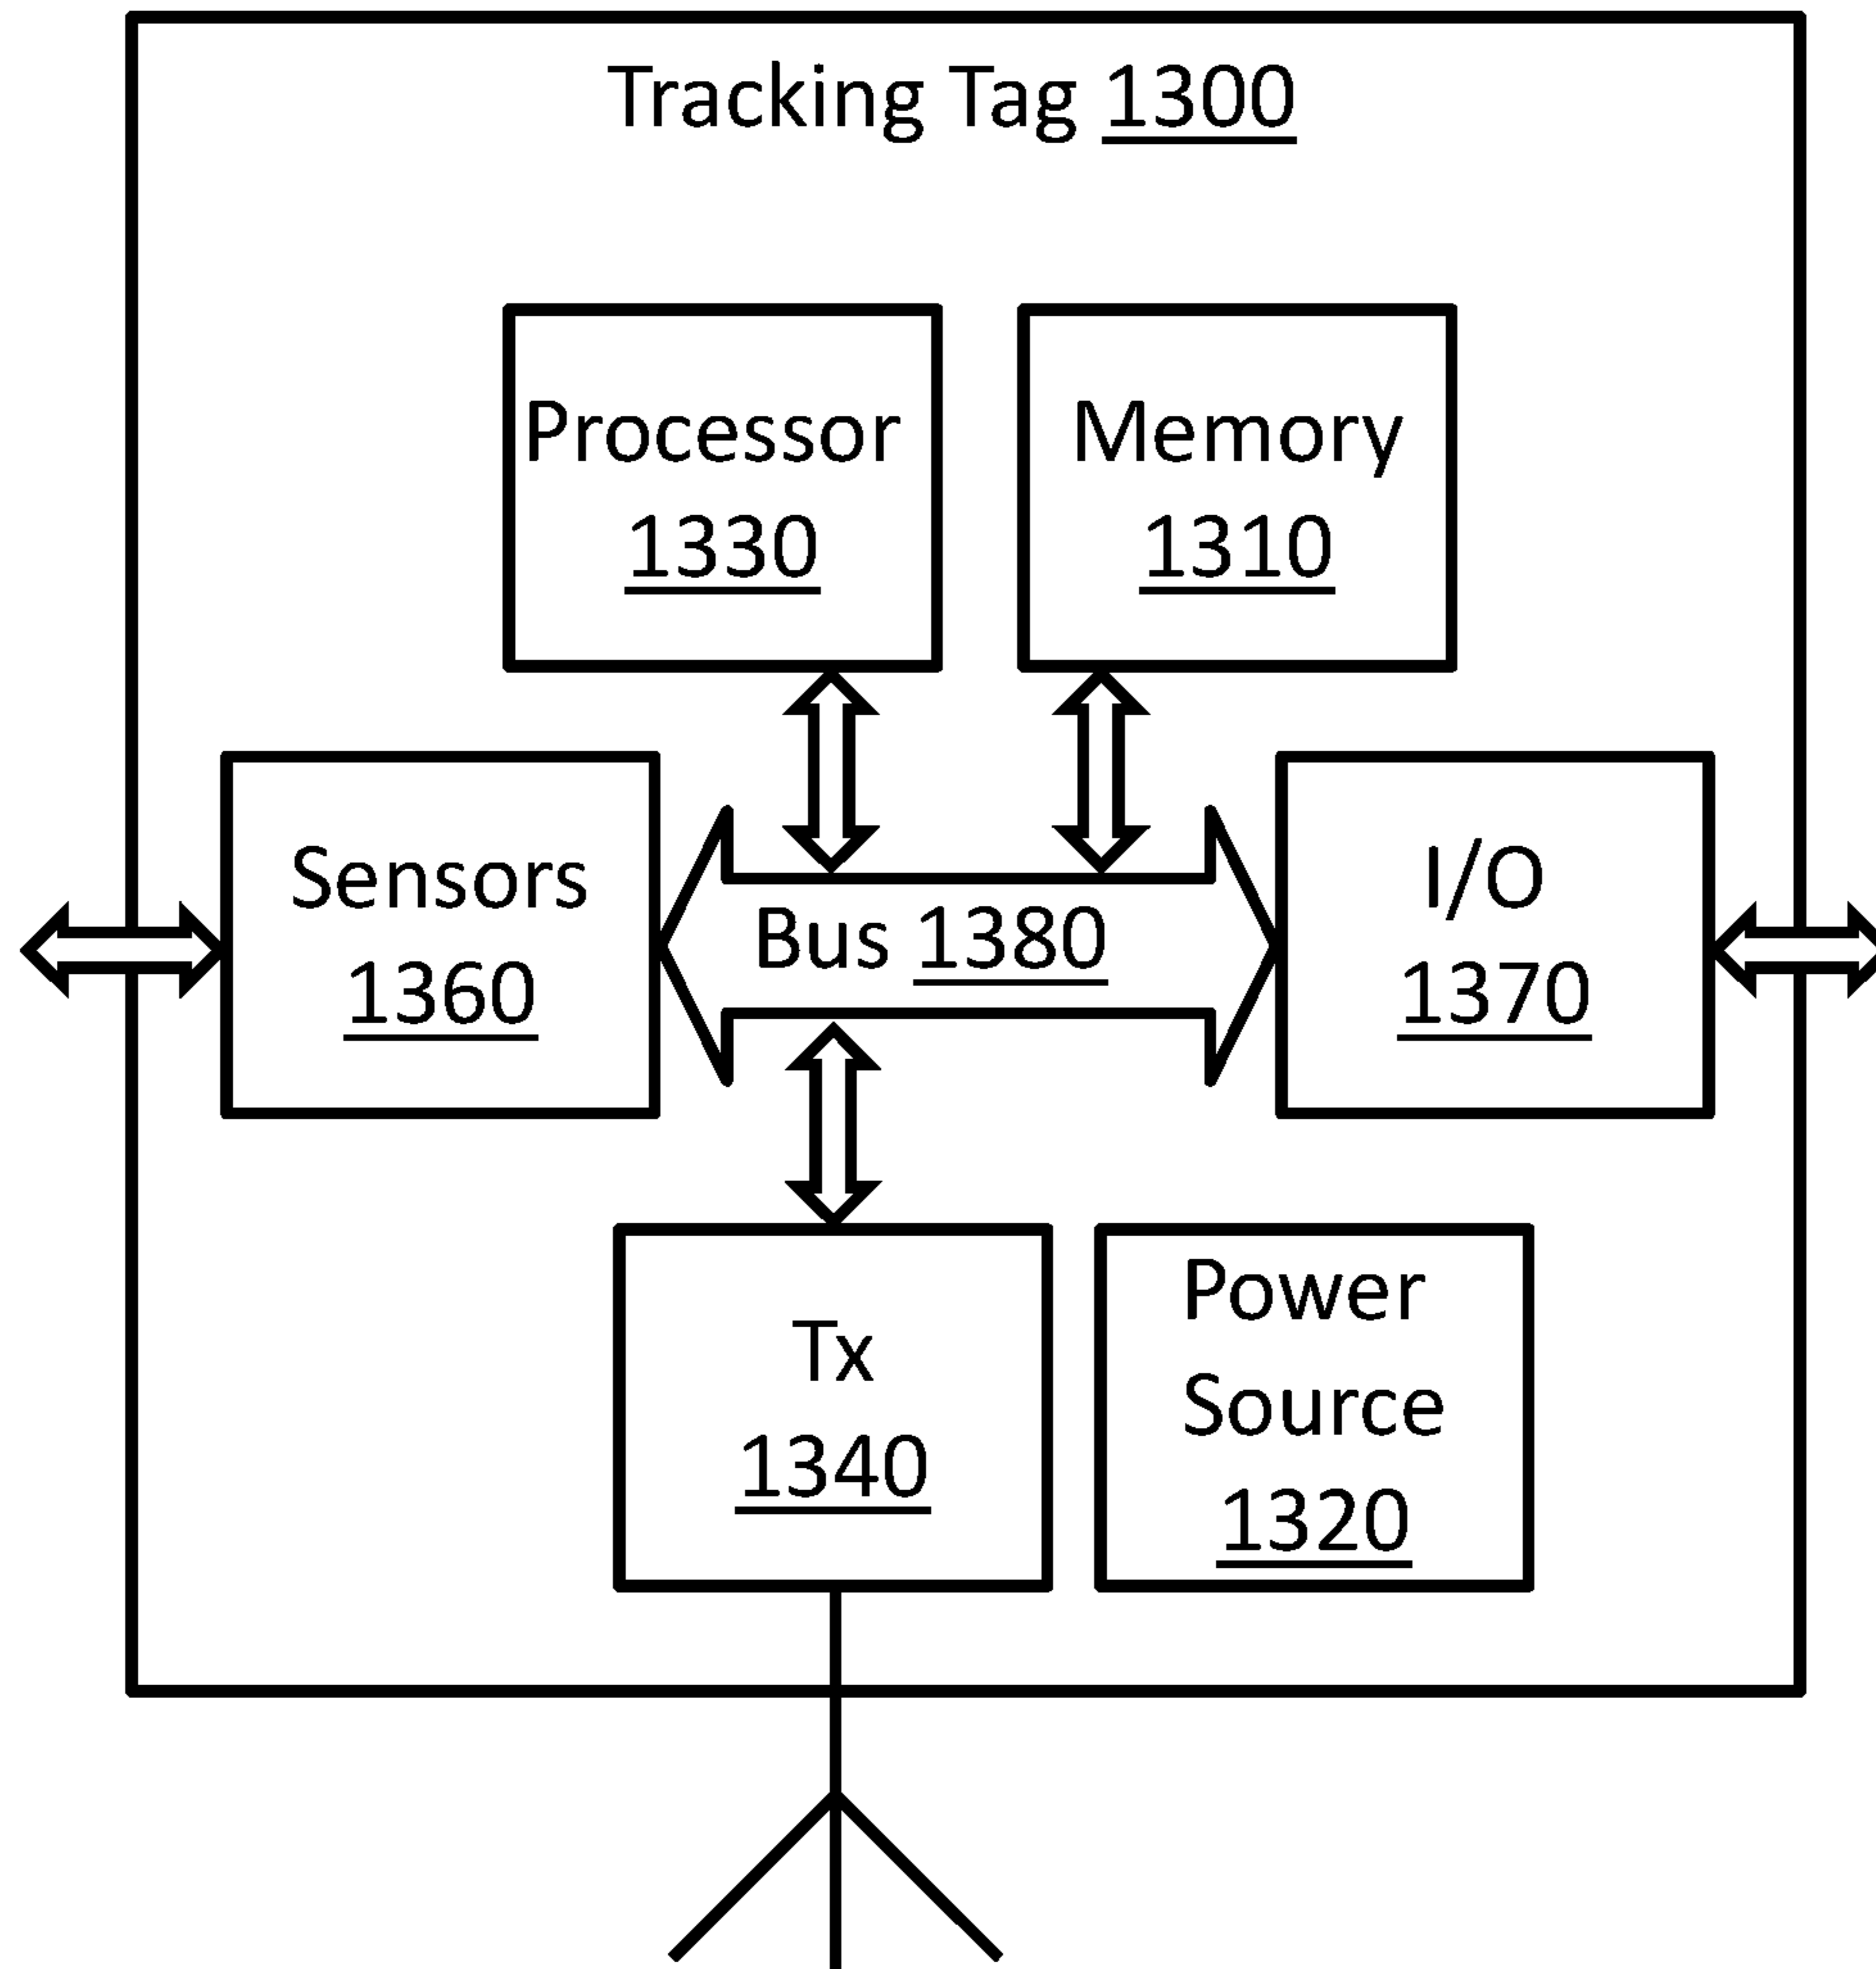 Tracking Tag 1300
Processor
1330
Memory
1310
Sensors
1360
Bus 1380
I/O
1370
Tx
1340
Power
Source
1320